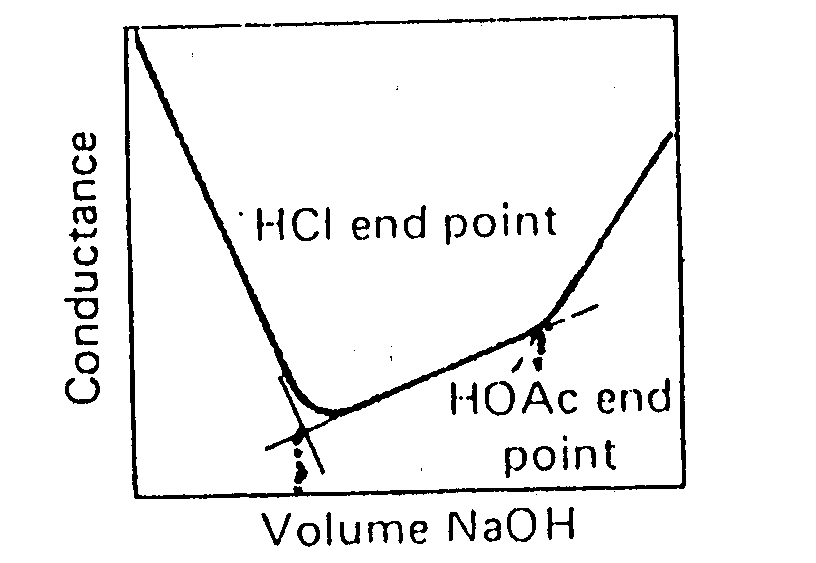 Conductance
HCl end point
HOAc end
point
Volume NaOH